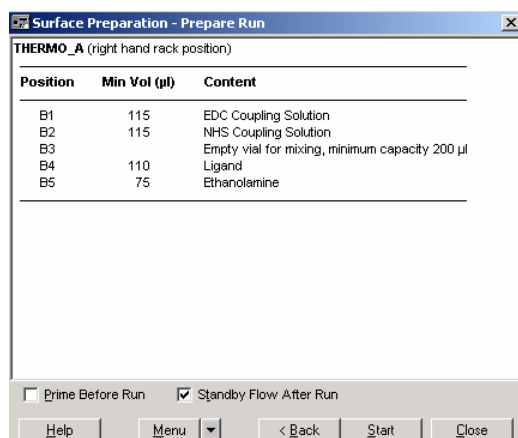 Surface Preparation - Prepare Run
THERMO_A (right hand rack position)
Position Min Vol (µl) Content
B1 115 EDC Coupling Solution
B2 115 NHS Coupling Solution
B3 Empty vial for mixing, minimum capacity 200 µl
B4 110 Ligand
B5 75 Ethanolamine
Prime Before Run Standby Flow After Run
Help Menu < Back Start Close